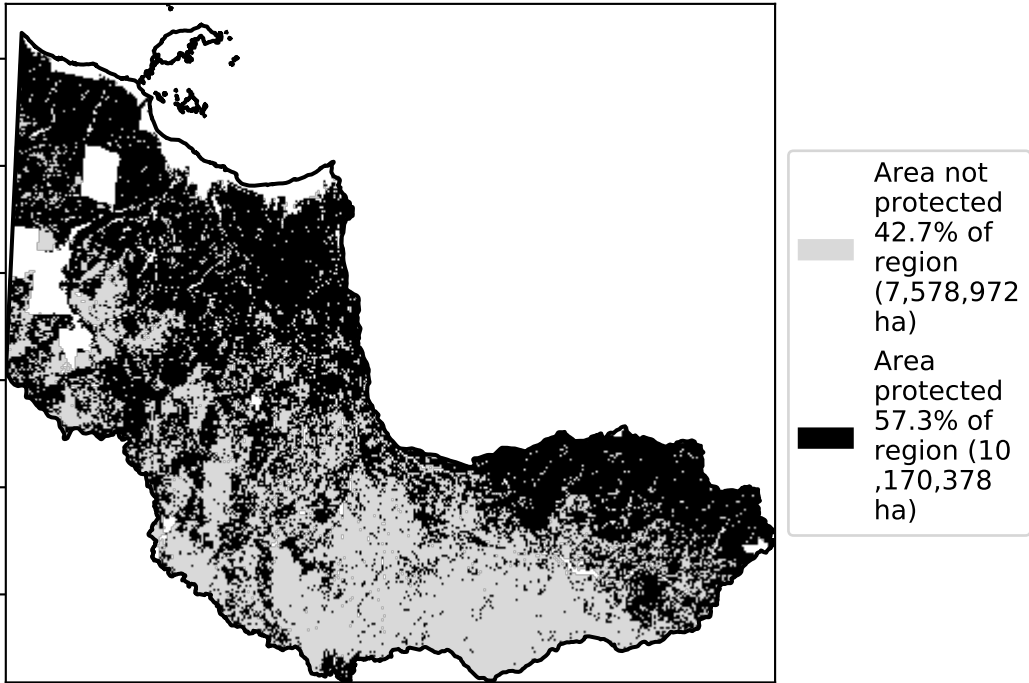 Area not
protected
42.7% of
region
(7,578,972
ha)
Area
protected
57.3% of
region (10
,170,378
ha)